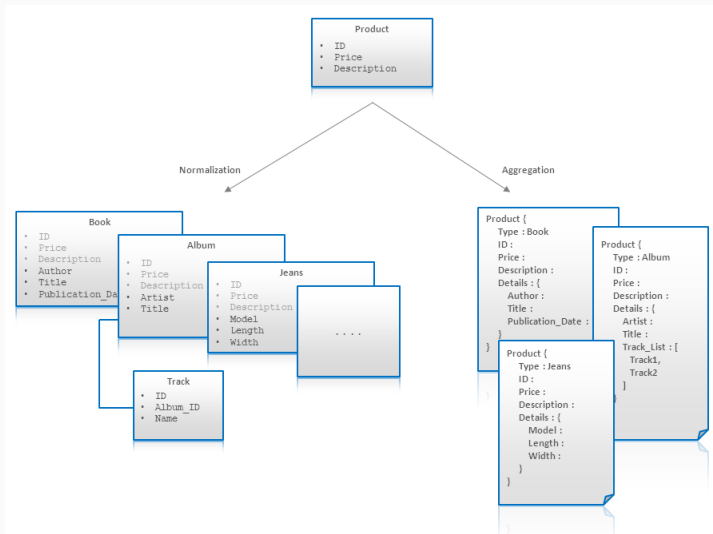 Product
• ID
• Price
• Description
Normalization
Aggregation
Book
• ID
• Price
• Description
• Author
• Title
• Publication_Da
Album
• ID
• Price
• Description
• Artist
• Title
Jeans
• ID
• Price
• Description
• Model
• Length
• Width
. . . .
Track
• ID
• Album_ID
• Name
Product {
Type : Book
ID :
Price :
Description :
Details : {
Author :
Title :
Publication_Date :
}
}
Product {
Type : Album
ID :
Price :
Description :
Details : {
Artist :
Title :
Track_List : [
Track1,
Track2
]
}
Product {
Type : Jeans
ID :
Price :
Description :
Details : {
Model :
Length :
Width :
}
}